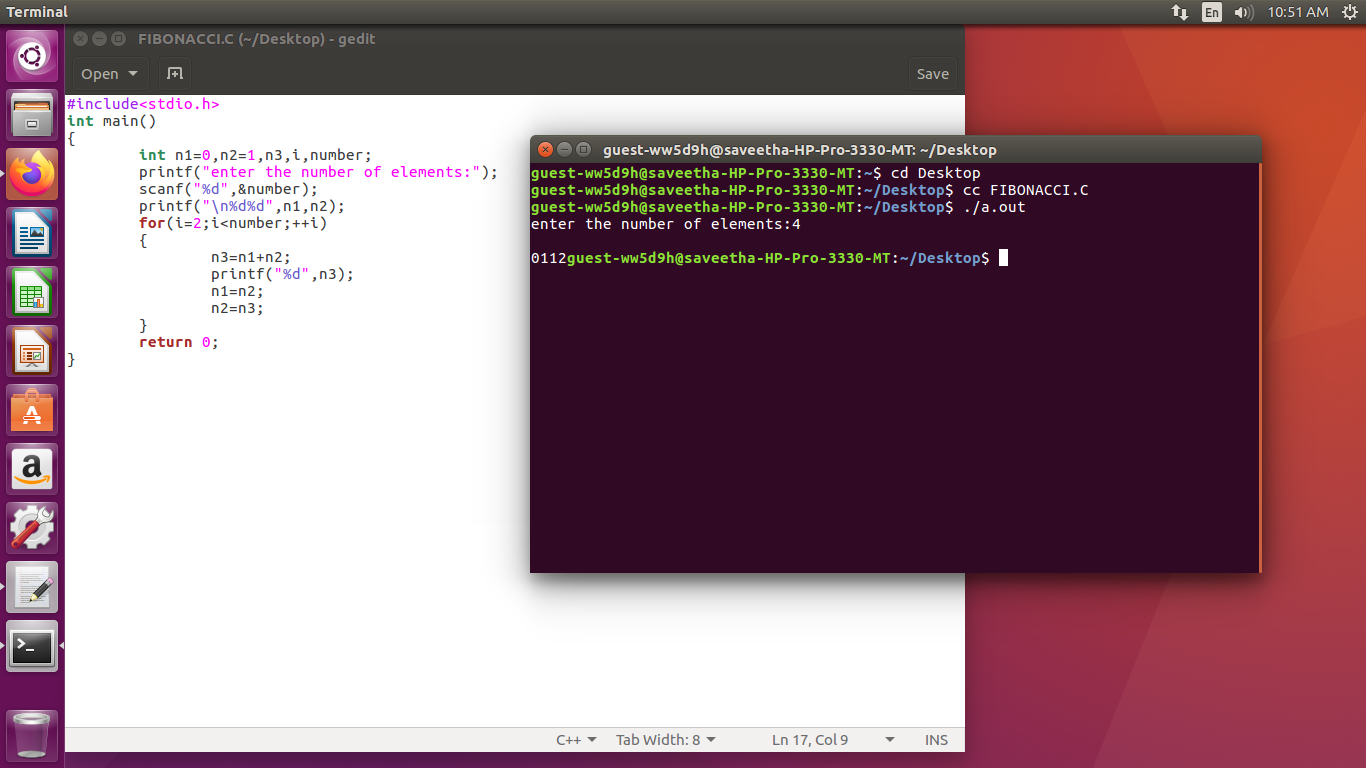 Terminal
En
10:51 AM
FIBONACCI.C (~/Desktop) - gedit
Open
Save
#include<stdio.h>
int main()
{
int n1=0,n2=1,n3,i,number;
printf("enter the number of elements:");
scanf("%d",&number);
printf("\n%d%d",n1,n2);
for(i=2;i<number;++i)
{
n3=n1+n2;
printf("%d",n3);
n1=n2;
n2=n3;
}
return 0;
}
guest-ww5d9h@saveetha-HP-Pro-3330-MT: ~/Desktop
guest-ww5d9h@saveetha-HP-Pro-3330-MT:~$ cd Desktop
guest-ww5d9h@saveetha-HP-Pro-3330-MT:~/Desktop$ cc FIBONACCI.C
guest-ww5d9h@saveetha-HP-Pro-3330-MT:~/Desktop$ ./a.out
enter the number of elements:4
0112guest-ww5d9h@saveetha-HP-Pro-3330-MT:~/Desktop$
C++
Tab Width: 8
Ln 17, Col 9
INS